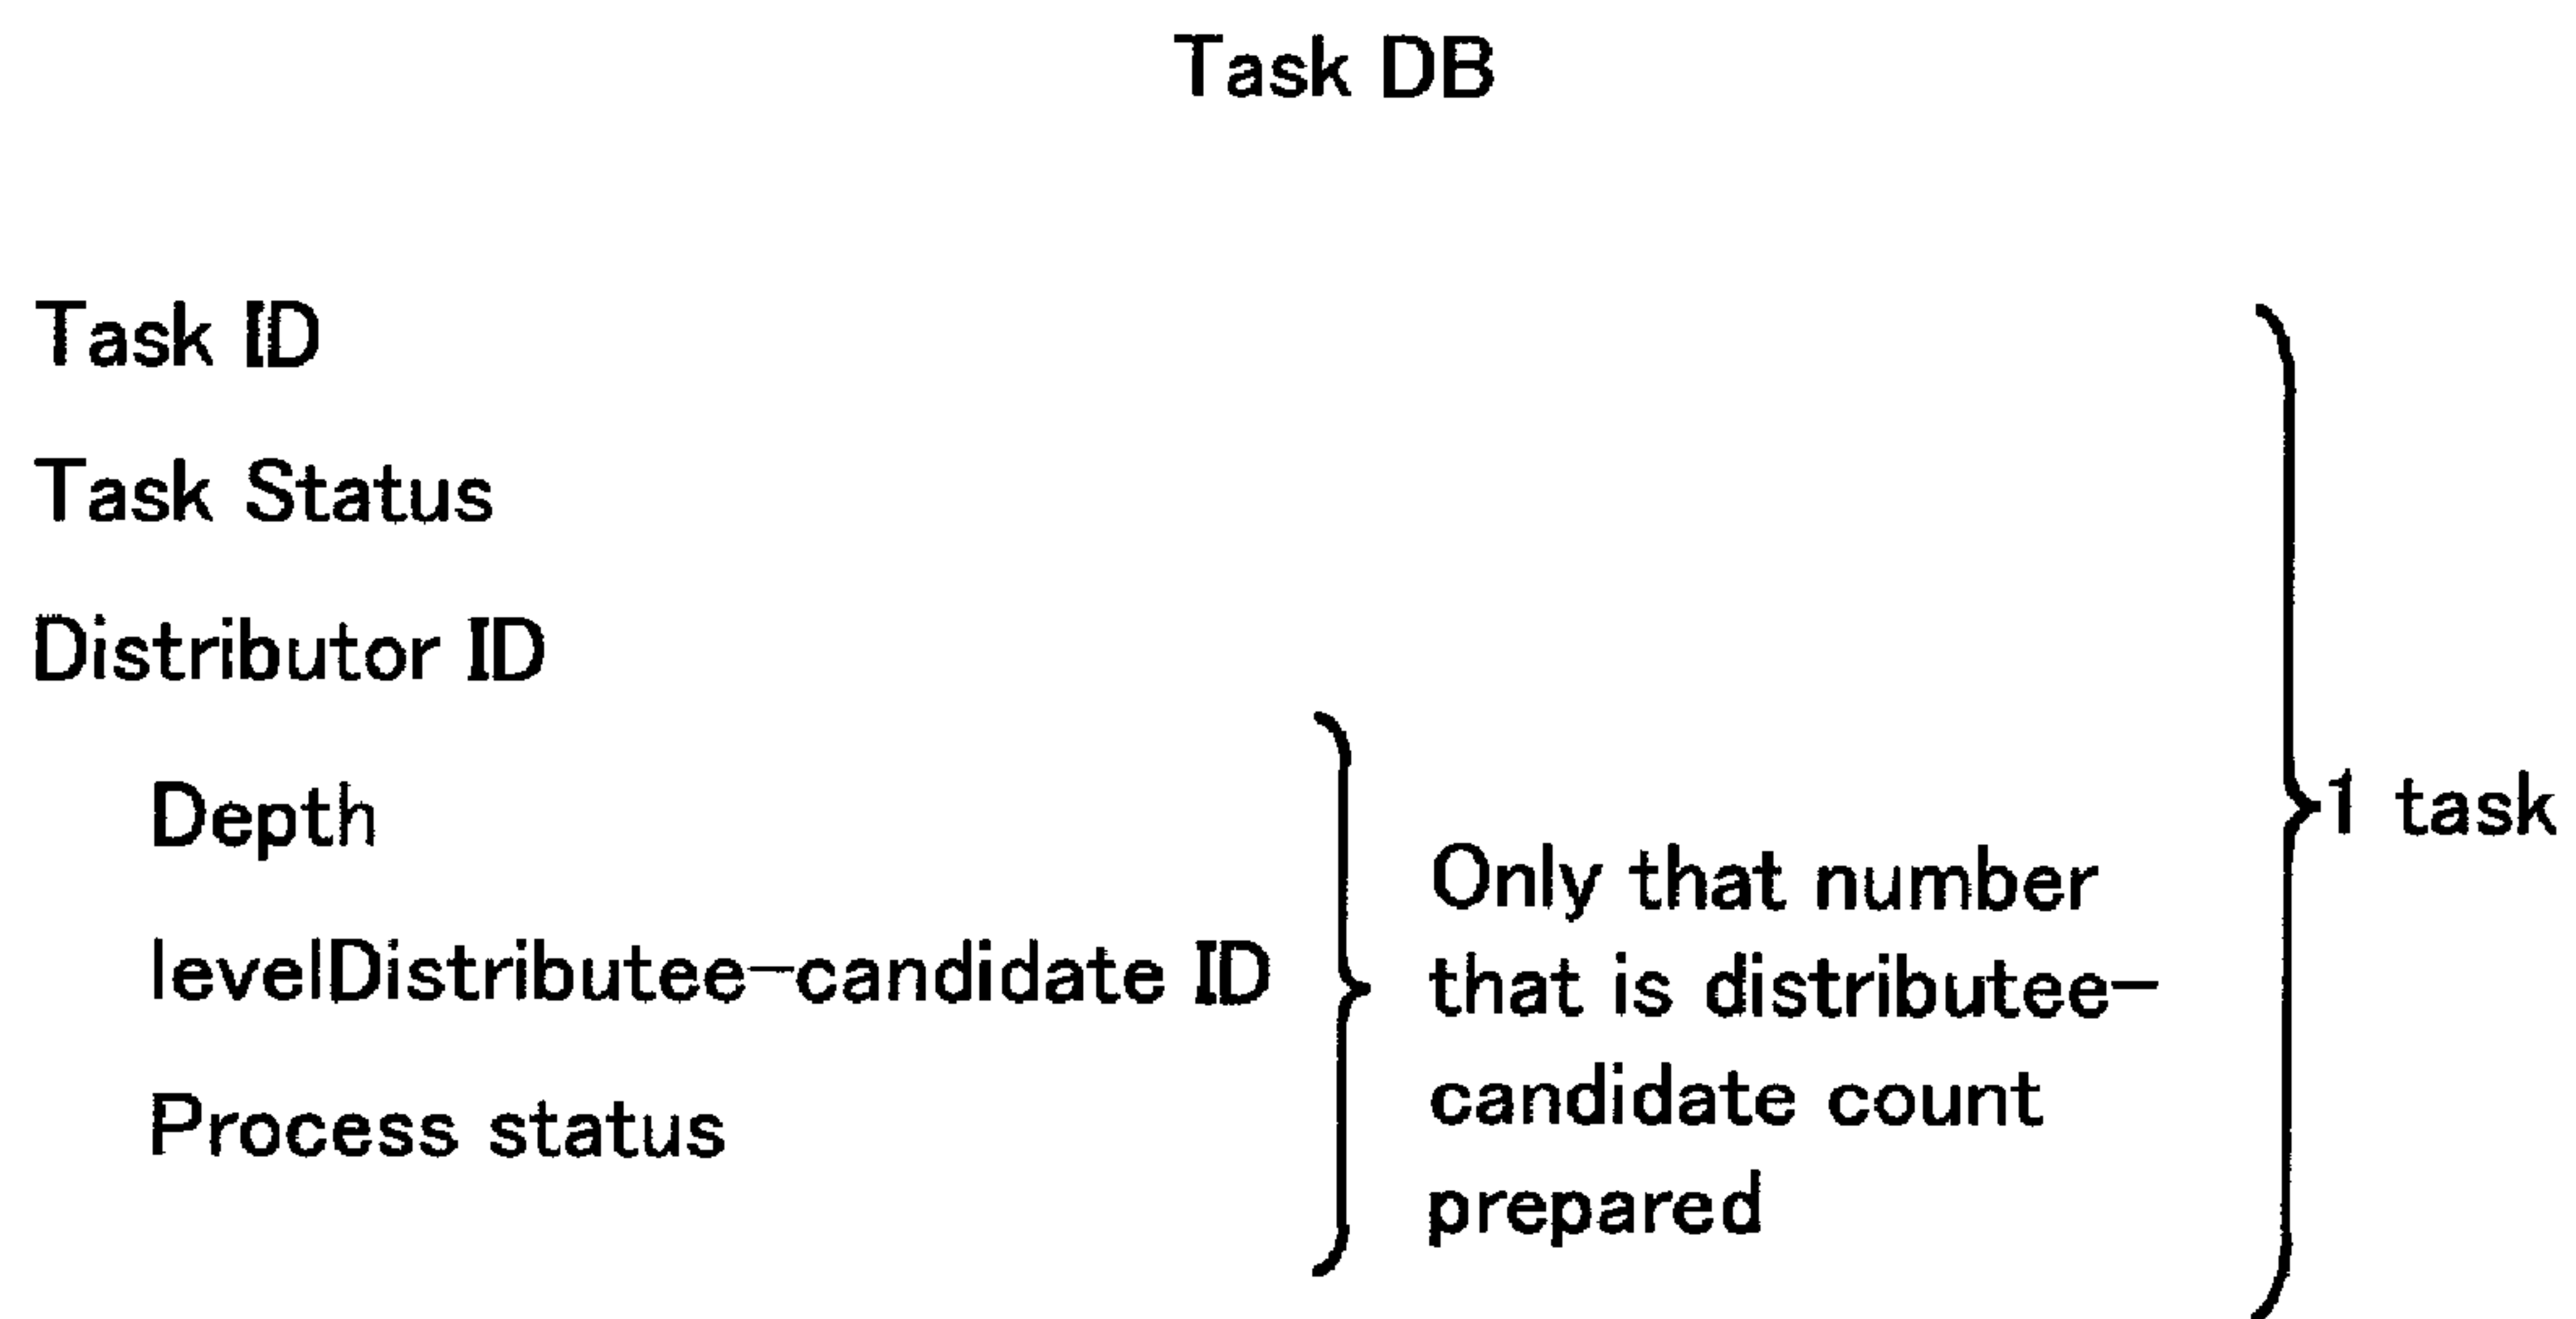 Task DB
Task ID
Task Status
Distributor ID
Depth
levelDistributee-candidate ID
Process status
Only that number
that is distributee-
candidate count
prepared
1 task